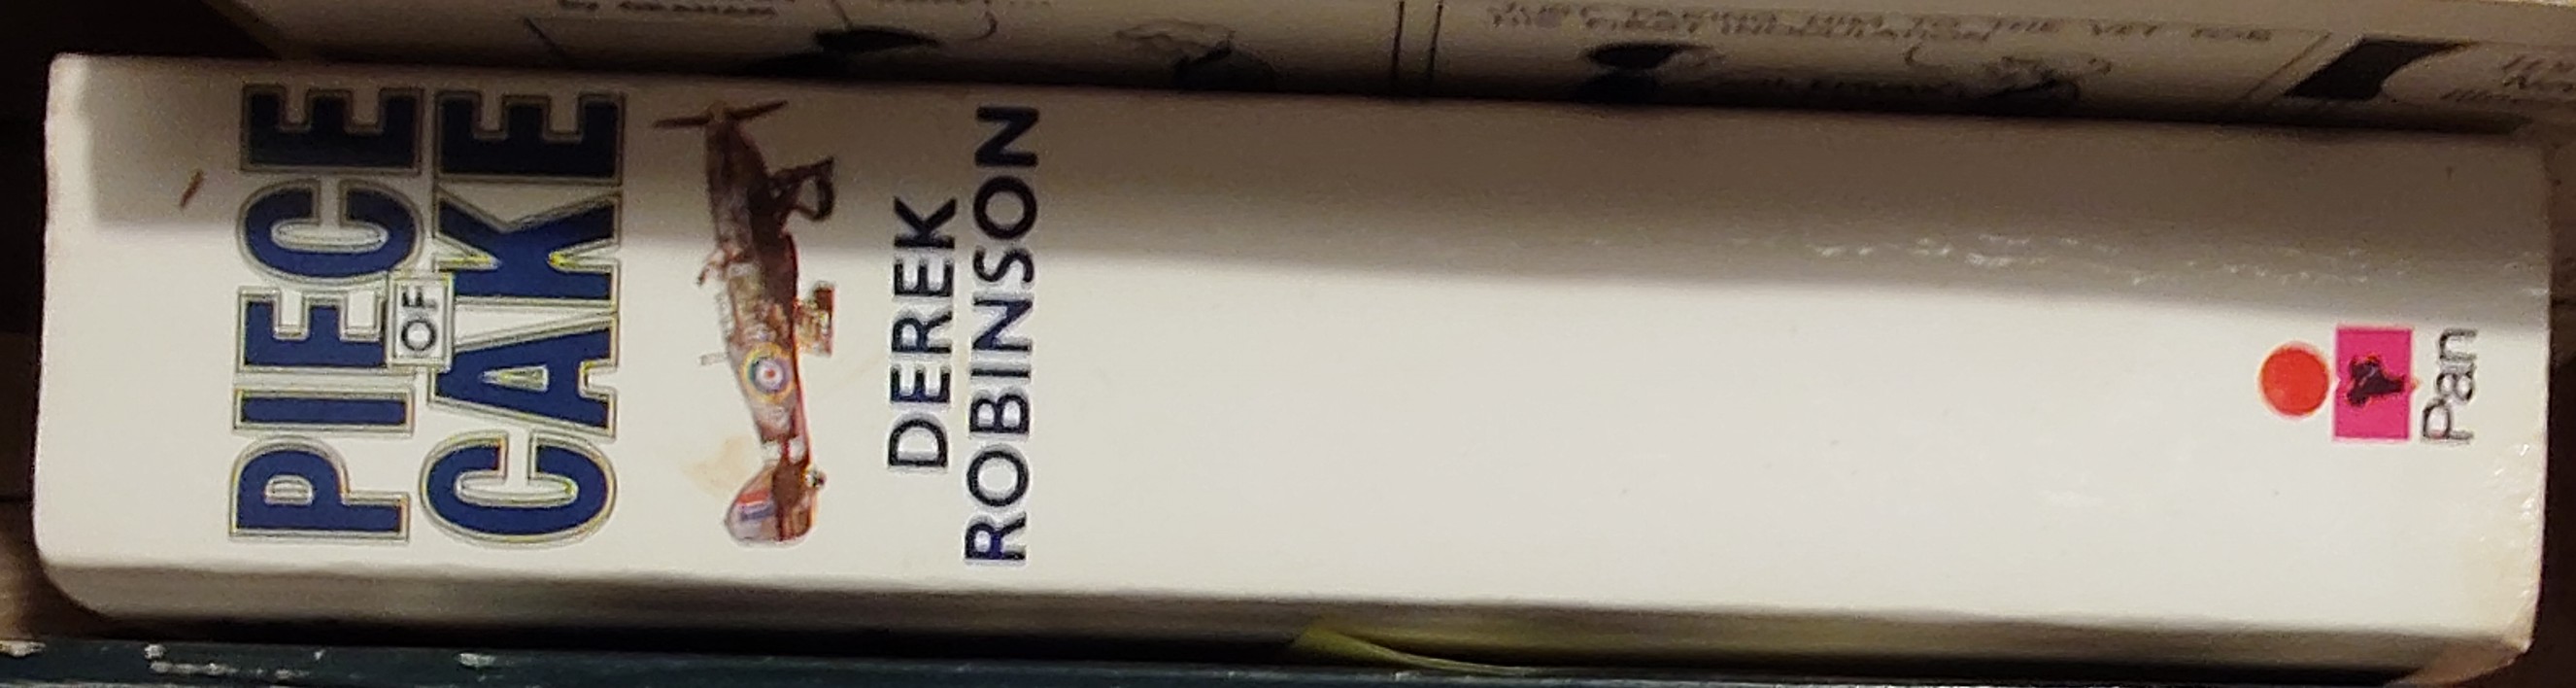 PIECE
OF
CAKE
DEREK
ROBINSON
Pan